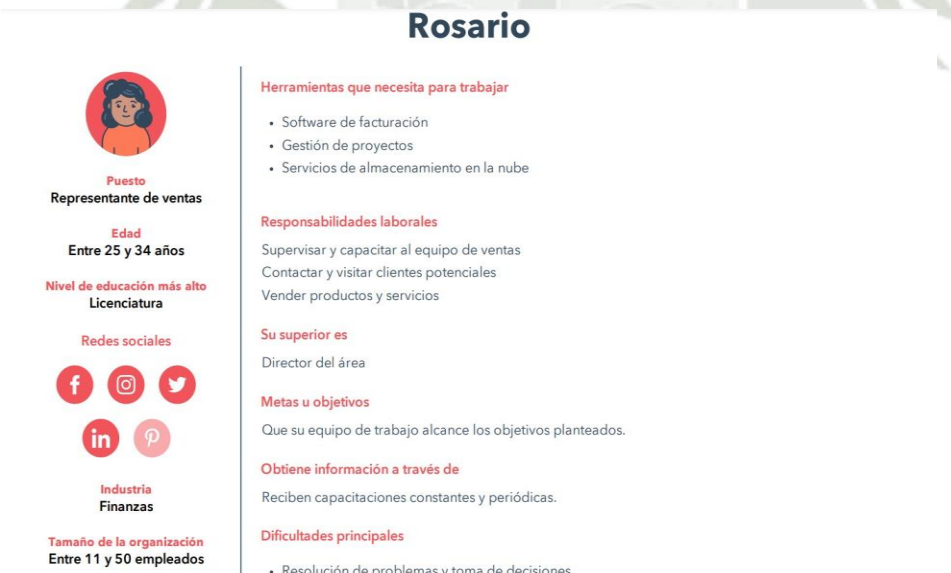 Rosario
Puesto
Representante de ventas
Edad
Entre 25 y 34 años
Nivel de educación más alto
Licenciatura
Redes sociales
f
in
Industria
Finanzas
Tamaño de la organización
Entre 11 y 50 empleados
Herramientas que necesita para trabajar
• Software de facturación
• Gestión de proyectos
• Servicios de almacenamiento en la nube
Responsabilidades laborales
Supervisar y capacitar al equipo de ventas
Contactar y visitar clientes potenciales
Vender productos y servicios
Su superior es
Director del área
Metas u objetivos
Que su equipo de trabajo alcance los objetivos planteados.
Obtiene información a través de
Reciben capacitaciones constantes y periódicas.
Dificultades principales
• Resolución de problemas y toma de decisiones